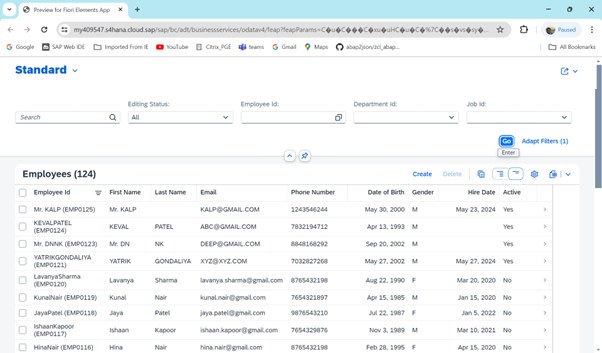 Preview for Fiori Elements App
my409547.s4hana.cloud.sap/sap/bc/adt/businessservices/odatav4/feap?feapParams=C
Paused
Google SAP Web IDE Imported From IE YouTube Citrix_PGE teams Gmail Maps abap2json/zcl_abap... All Bookmarks
Standard
Editing Status: Employee Id: Department Id: Job Id:
Search All
Go Adapt Filters (1)
Enter
Employees (124) Create Delete
Employee Id First Name Last Name Email Phone Number Date of Birth Gender Hire Date Active
Mr. KALP (EMP0125) Mr. KALP KALP@GMAIL.COM 1243546244 May 30, 2000 M May 23, 2024 Yes
KEVALPATEL (EMP0124) KEVAL PATEL ABC@GMAIL.COM 7832194712 Apr 13, 1993 M Yes
Mr. DNNK (EMP0123) Mr. DN NK DEEP@GMAIL.COM 8848168292 Sep 20, 2002 M Yes
YATRIKGONDALIYA (EMP0121) YATRIK GONDALIYA XYZ@XYZ.COM 7032827268 May 27, 2002 M May 27, 2024 Yes
LavanyaSharma (EMP0120) Lavanya Sharma lavanya.sharma@gmail.com 8765432198 Aug 22, 1990 F Mar 20, 2020 No
KunalNair (EMP0119) Kunal Nair kunal.nair@gmail.com 7654321897 Apr 15, 1985 M Jan 15, 2020 No
JayaPatel (EMP0118) Jaya Patel jaya.patel@gmail.com 9876543210 Jul 22, 1987 F Jan 5, 2022 No
IshaanKapoor (EMP0117) Ishaan Kapoor ishaan.kapoor@gmail.com 7654329876 Nov 3, 1989 M Mar 10, 2021 No
HinaNair (EMP0116) Hina Nair hina.nair@gmail.com 8765432198 Feb 28, 1995 F Apr 15, 2020 No